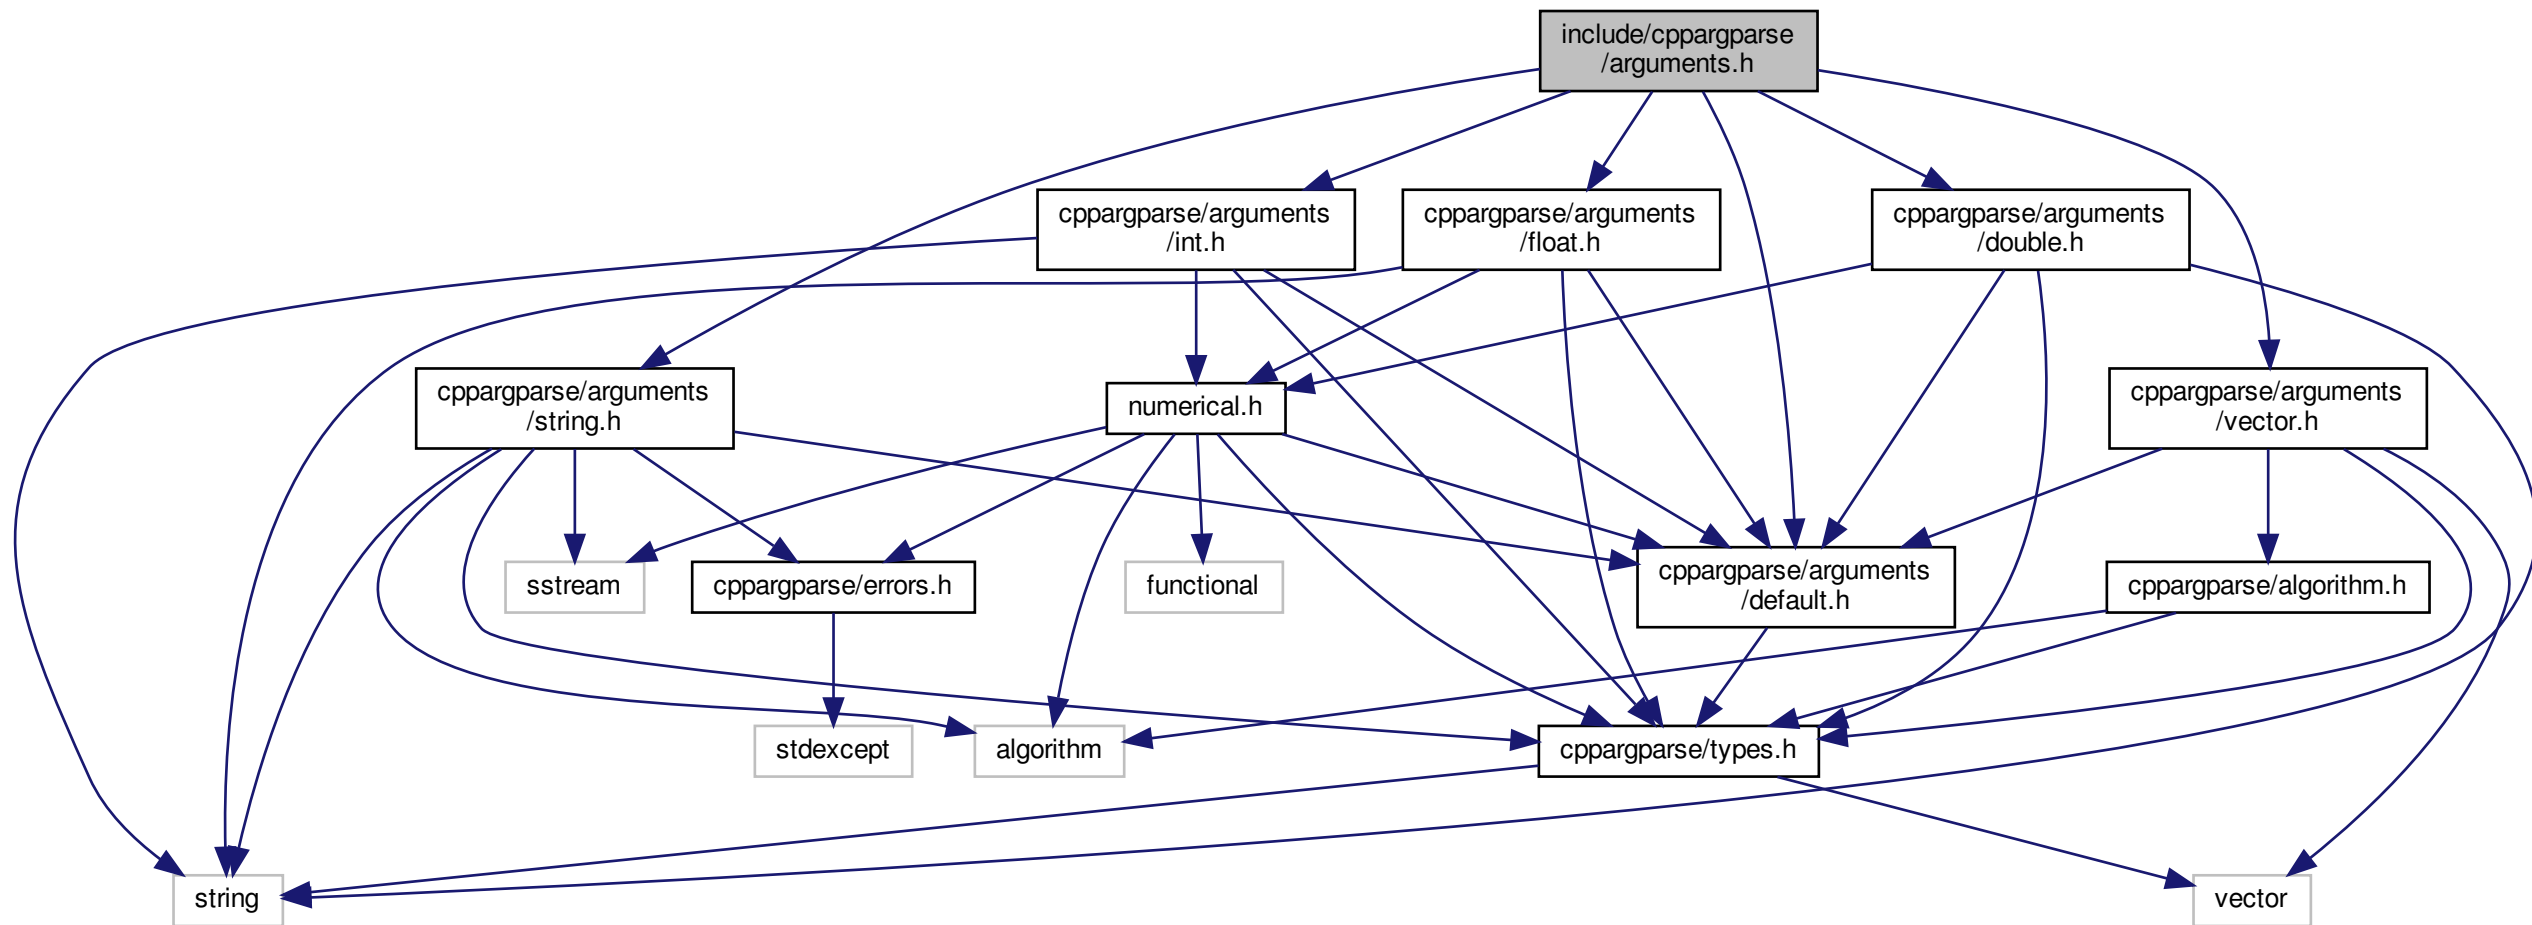 include/cppargparse
/arguments.h
cppargparse/arguments
/int.h
cppargparse/arguments
/float.h
cppargparse/arguments
/double.h
cppargparse/arguments
/string.h
numerical.h
cppargparse/arguments
/vector.h
sstream
cppargparse/errors.h
functional
cppargparse/arguments
/default.h
cppargparse/algorithm.h
stdexcept
algorithm
cppargparse/types.h
string
vector